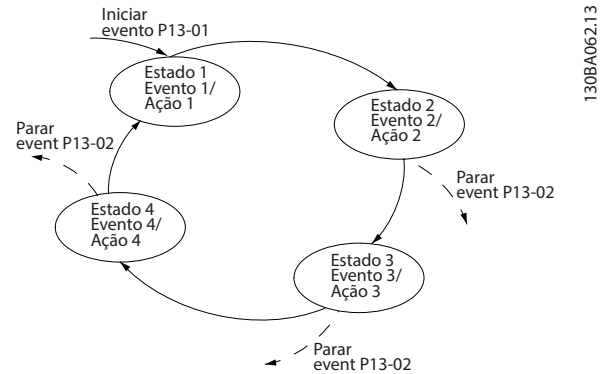 Iniciar
evento P13-01
130BA062.13
Estado 1
Evento 1/
Ação 1
Estado 2
Evento 2/
Ação 2
Parar
event P13-02
Parar
event P13-02
Estado 4
Evento 4/
Ação 4
Estado 3
Evento 3/
Ação 3
Parar
event P13-02